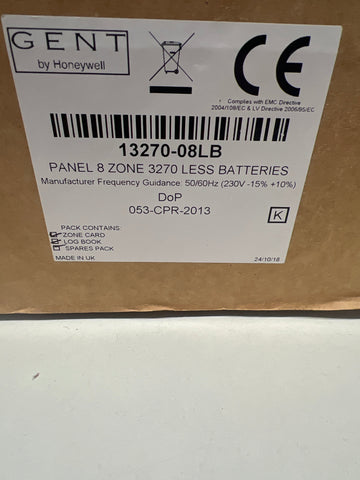 GENT
by Honeywell
CE
Complies with EMC Directive
2004/108/EC & LV Directive 2006/95/EC
13270-08LB
PANEL 8 ZONE 3270 LESS BATTERIES
Manufacturer Frequency Guidance: 50/60Hz (230V -15% +10%)
DoP
053-CPR-2013
K
PACK CONTAINS:
ZONE CARD
LOG BOOK
SPARES PACK
MADE IN UK
24/10/18